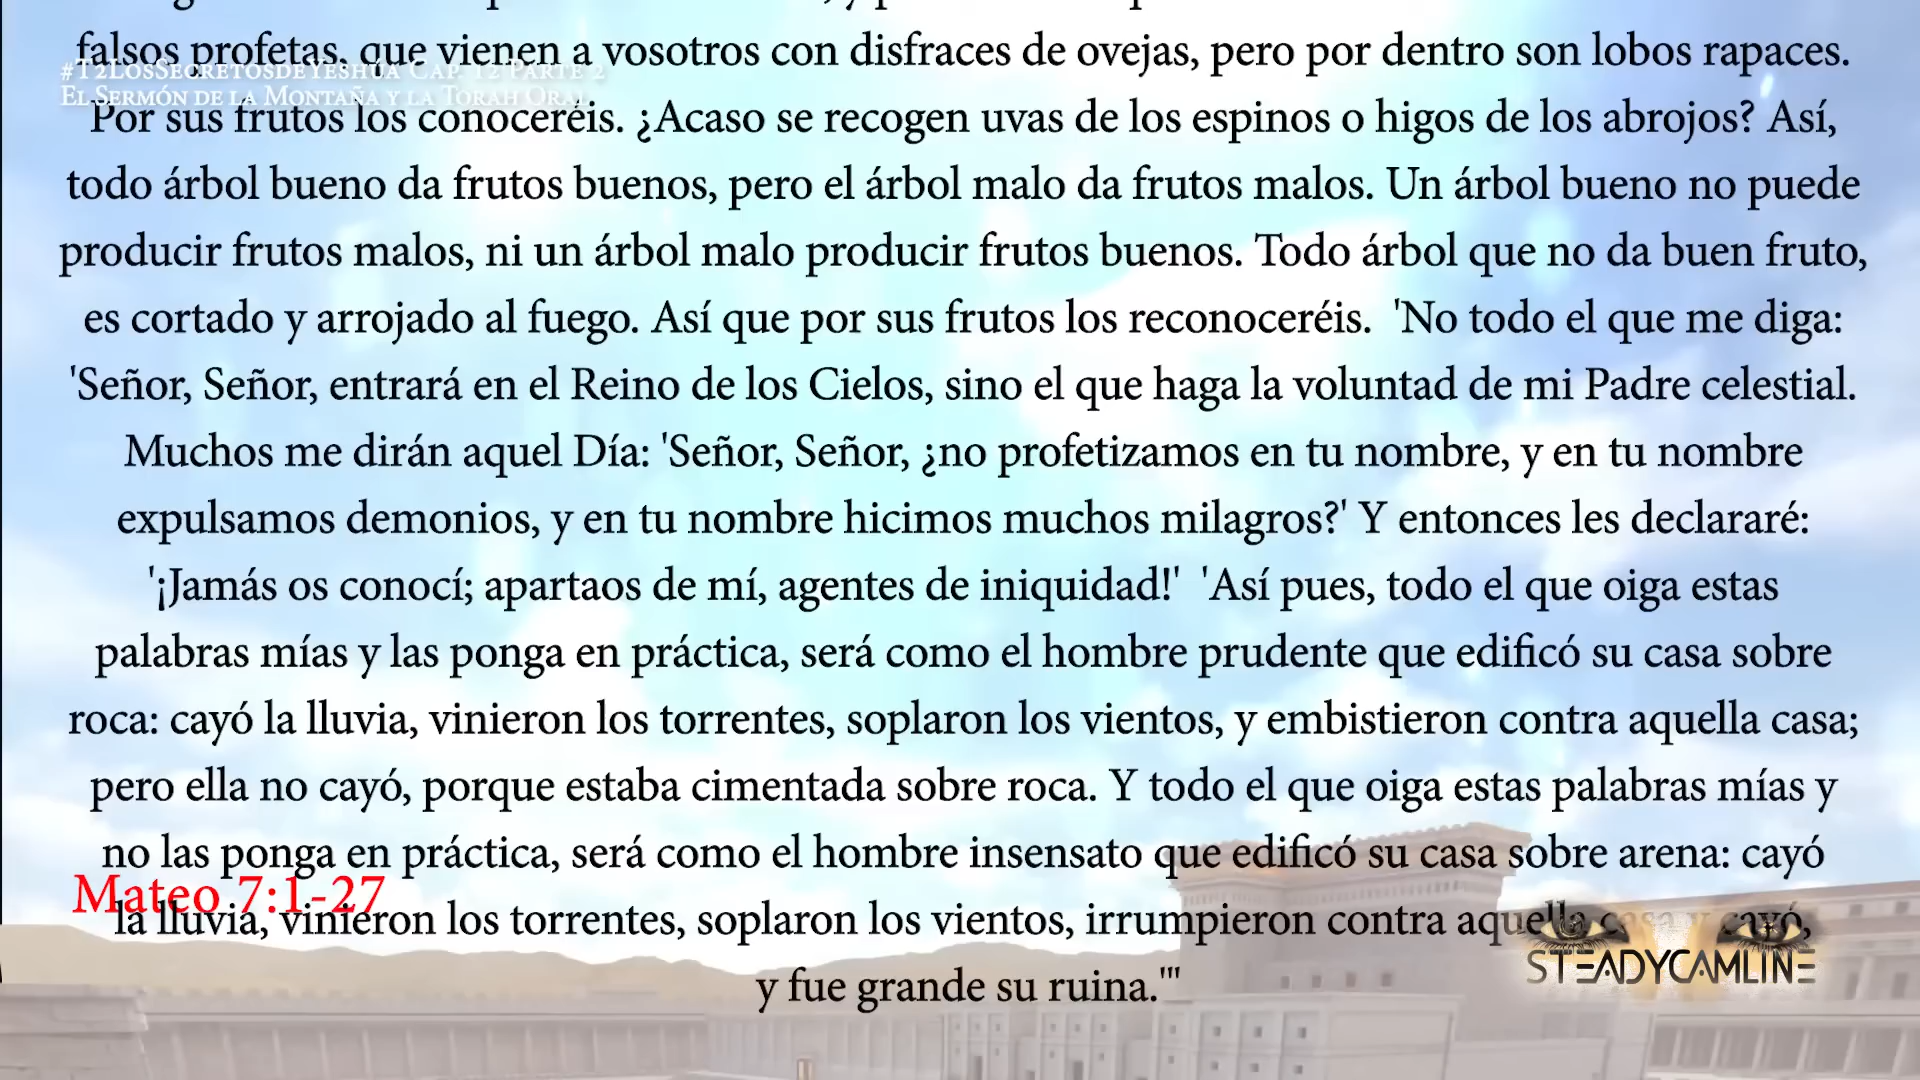 falsos profetas, que vienen a vosotros con disfraces de ovejas, pero por dentro son lobos rapaces.
#T2LosSecretosdeYeshúa Cap. 12 Parte 2
El Sermón de la Montaña y la Torah Oral
Por sus frutos los conoceréis. ¿Acaso se recogen uvas de los espinos o higos de los abrojos? Así,
todo árbol bueno da frutos buenos, pero el árbol malo da frutos malos. Un árbol bueno no puede
producir frutos malos, ni un árbol malo producir frutos buenos. Todo árbol que no da buen fruto,
es cortado y arrojado al fuego. Así que por sus frutos los reconoceréis. 'No todo el que me diga:
'Señor, Señor, entrará en el Reino de los Cielos, sino el que haga la voluntad de mi Padre celestial.
Muchos me dirán aquel Día: 'Señor, Señor, ¿no profetizamos en tu nombre, y en tu nombre
expulsamos demonios, y en tu nombre hicimos muchos milagros?' Y entonces les declararé:
'¡Jamás os conocí; apartaos de mí, agentes de iniquidad!' 'Así pues, todo el que oiga estas
palabras mías y las ponga en práctica, será como el hombre prudente que edificó su casa sobre
roca: cayó la lluvia, vinieron los torrentes, soplaron los vientos, y embistieron contra aquella casa;
pero ella no cayó, porque estaba cimentada sobre roca. Y todo el que oiga estas palabras mías y
no las ponga en práctica, será como el hombre insensato que edificó su casa sobre arena: cayó
Mateo 7:1-27
la lluvia, vinieron los torrentes, soplaron los vientos, irrumpieron contra aquella casa y cayó,
STEADYCAMLINE
y fue grande su ruina.'"